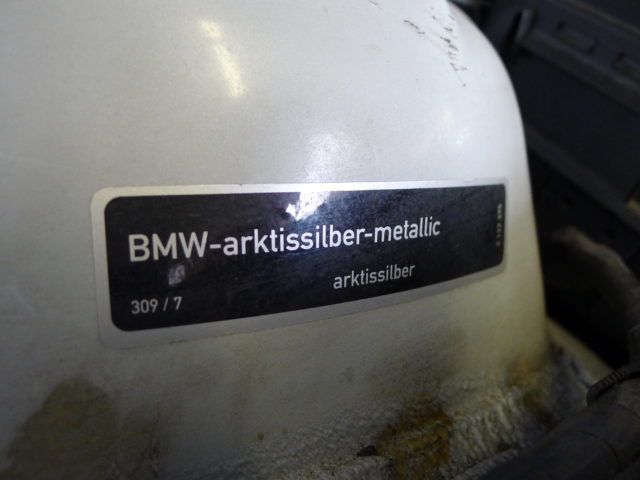 BMW-arktissilber-metallic
arktissilber
309 / 7